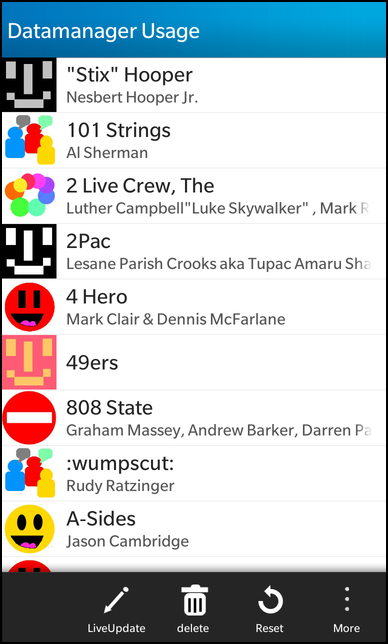 Datamanager Usage
"Stix" Hooper
Nesbert Hooper Jr.
101 Strings
Al Sherman
2 Live Crew, The
Luther Campbell"Luke Skywalker" , Mark R
2Pac
Lesane Parish Crooks aka Tupac Amaru Sha
4 Hero
Mark Clair & Dennis McFarlane
49ers
808 State
Graham Massey, Andrew Barker, Darren Pa
:wumpscut:
Rudy Ratzinger
A-Sides
Jason Cambridge
LiveUpdate delete Reset More